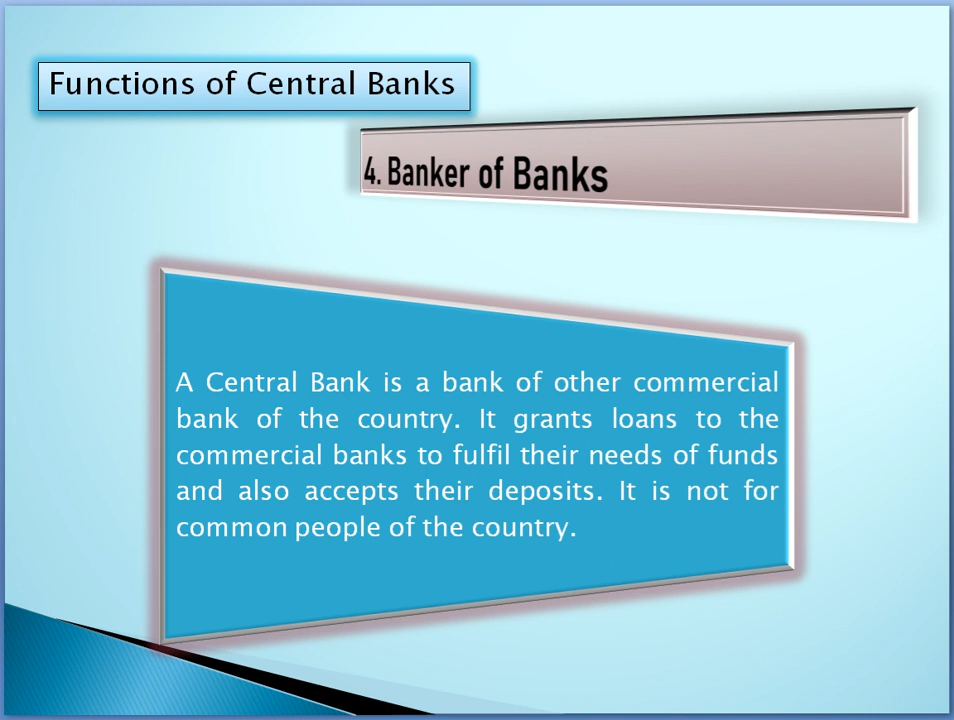 Functions of Central Banks
4. Banker of Banks
A Central Bank is a bank of other commercial
bank of the country. It grants loans to the
commercial banks to fulfil their needs of funds
and also accepts their deposits. It is not for
common people of the country.